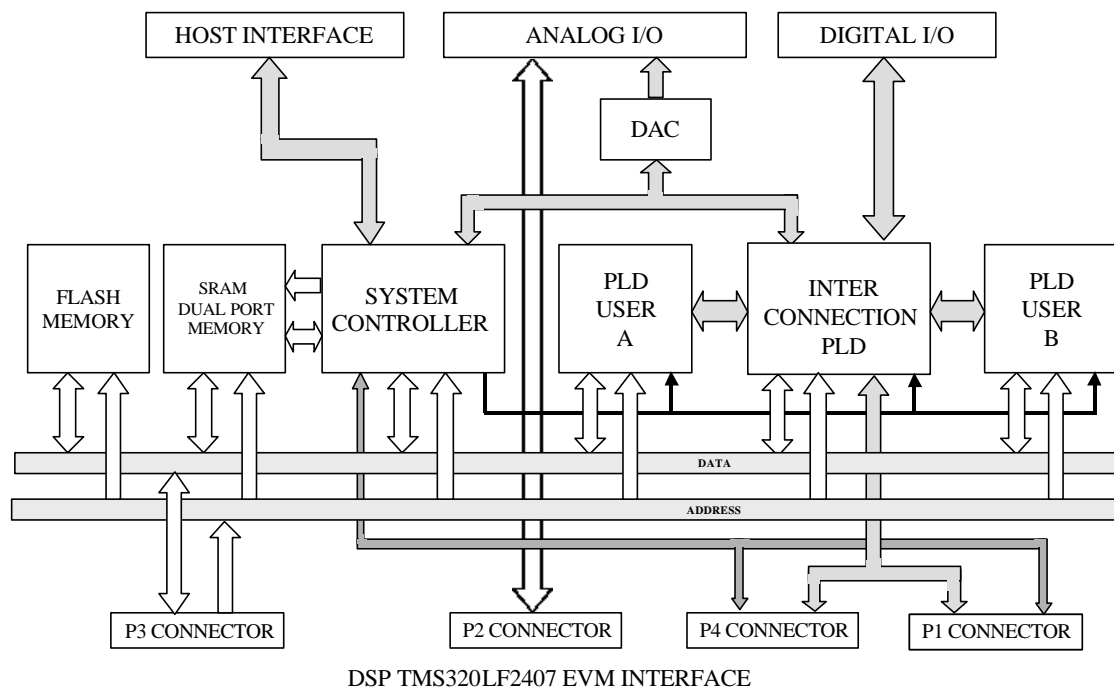 HOST INTERFACE
ANALOG I/O
DIGITAL I/O
DAC
FLASH
MEMORY
SRAM
DUAL PORT
MEMORY
SYSTEM
CONTROLLER
PLD
USER
A
INTER
CONNECTION
PLD
PLD
USER
B
DATA
ADDRESS
P3 CONNECTOR
P2 CONNECTOR
P4 CONNECTOR
P1 CONNECTOR
DSP TMS320LF2407 EVM INTERFACE